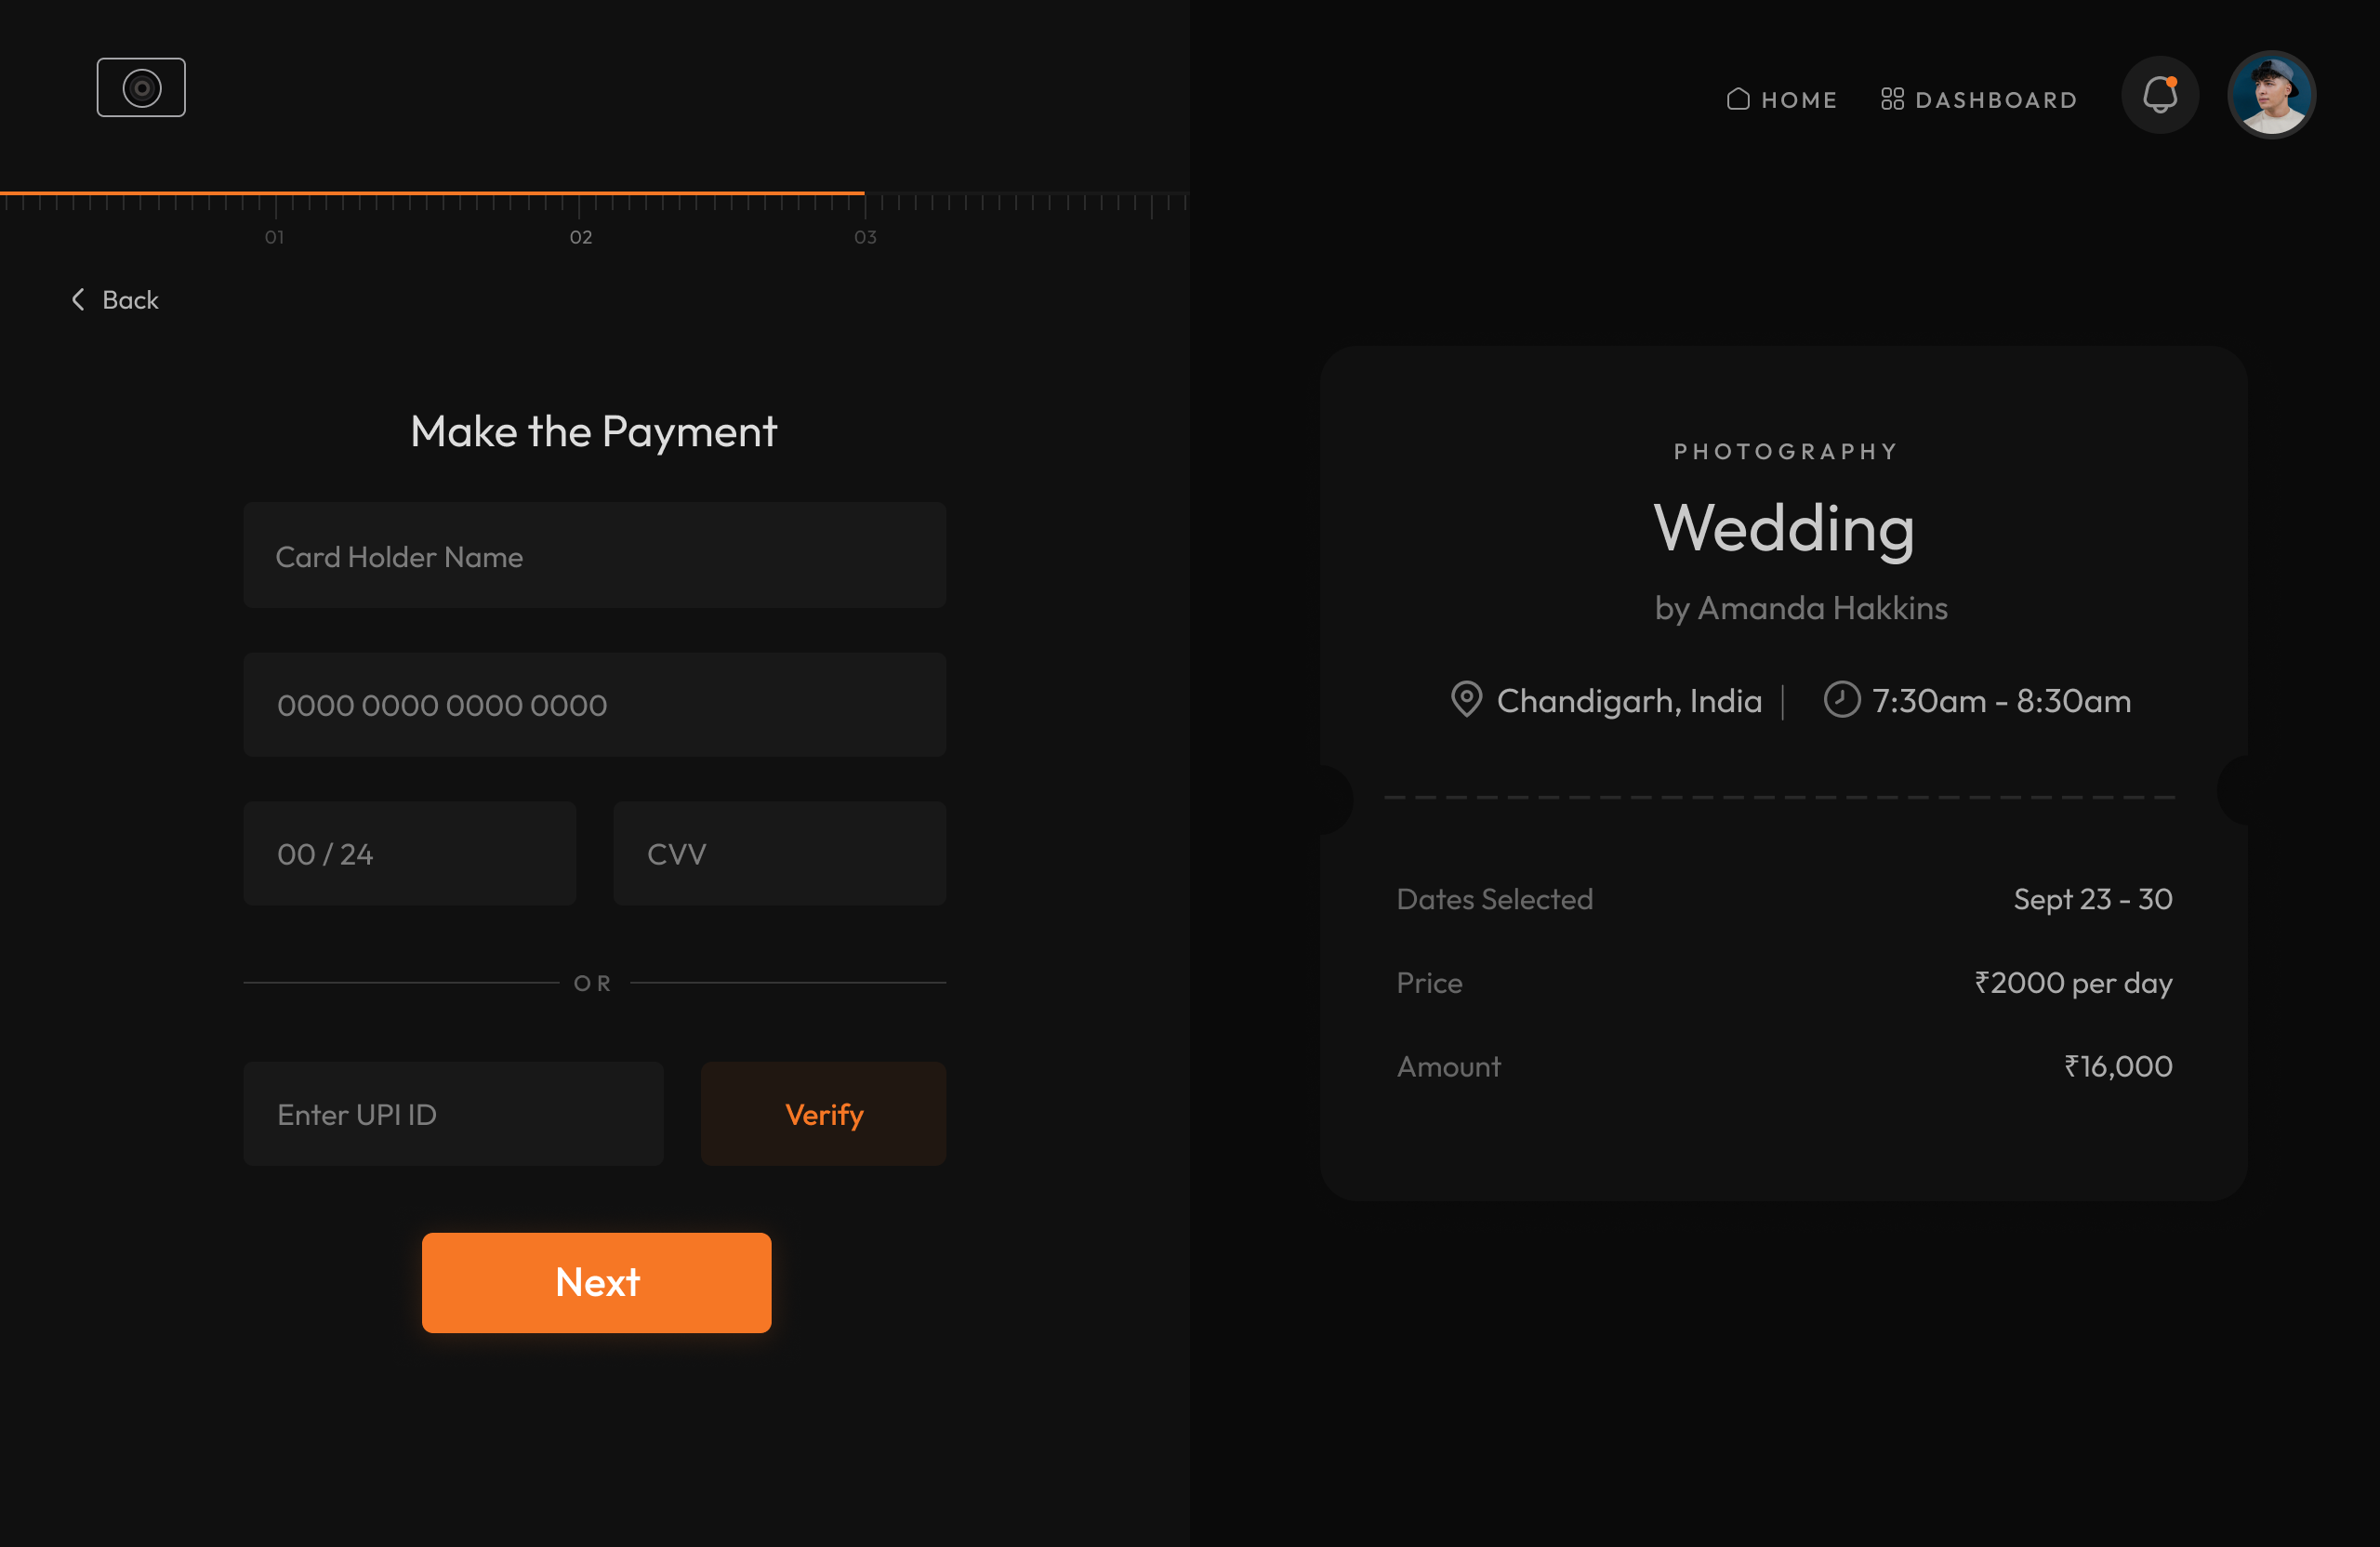 HOME DASHBOARD
01 02 03
Back
Make the Payment
Card Holder Name
0000 0000 0000 0000
00 / 24 CVV
OR
Enter UPI ID Verify
Next
PHOTOGRAPHY
Wedding
by Amanda Hakkins
Chandigarh, India 7:30am - 8:30am
Dates Selected Sept 23 - 30
Price ₹2000 per day
Amount ₹16,000